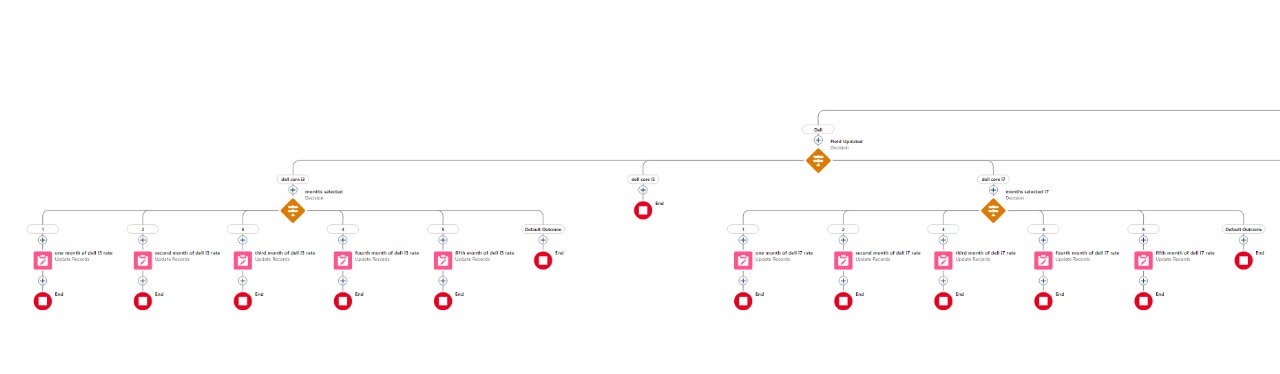 Dell
Field Updated
Decision
dell core i3
dell core i5
dell core i7
months selected
Decision
End
months selected i7
Decision
1
2
3
4
5
Default Outcome
1
2
3
4
5
Default Outcome
one month of dell i3 rate
Update Records
second month of dell i3 rate
Update Records
third month of dell i3 rate
Update Records
fourth month of dell i3 rate
Update Records
fifth month of dell i3 rate
Update Records
End
one month of dell i7 rate
Update Records
second month of dell i7 rate
Update Records
third month of dell i7 rate
Update Records
fourth month of dell i7 rate
Update Records
fifth month of dell i7 rate
Update Records
End
End
End
End
End
End
End
End
End
End
End